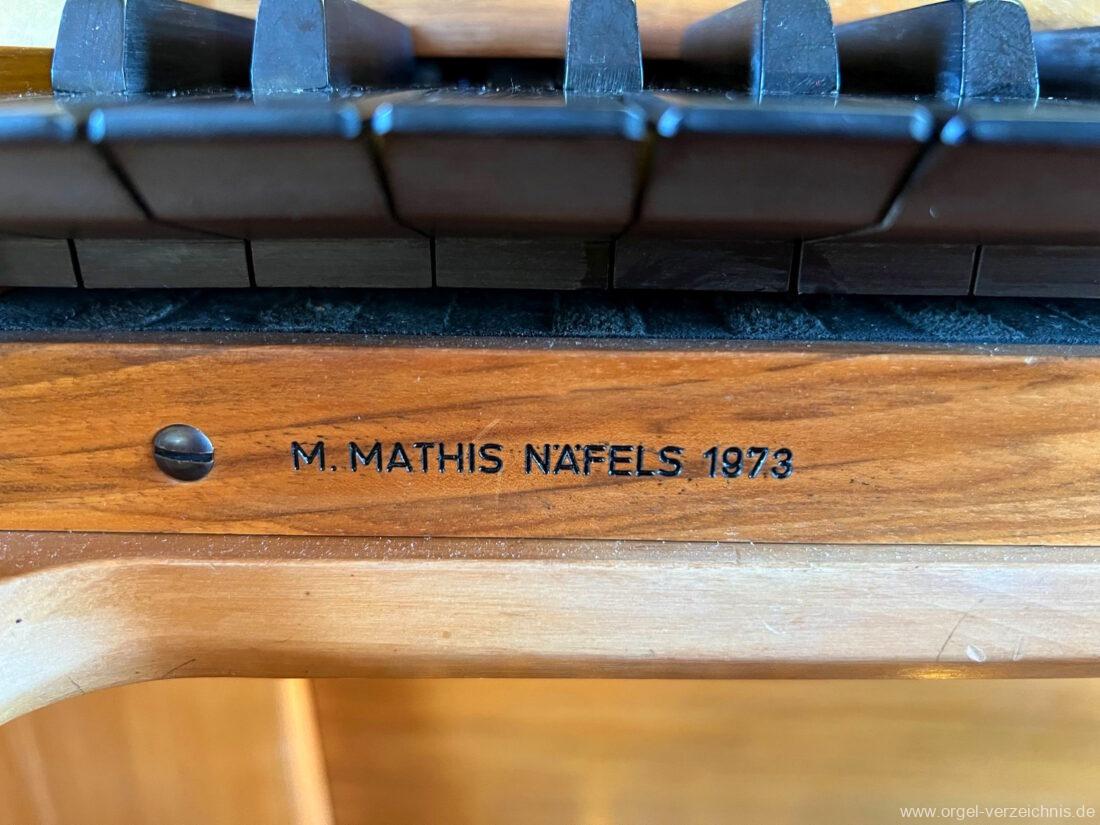 M. MATHIS NÄFELS 1973
www.orgel-verzeichnis.de